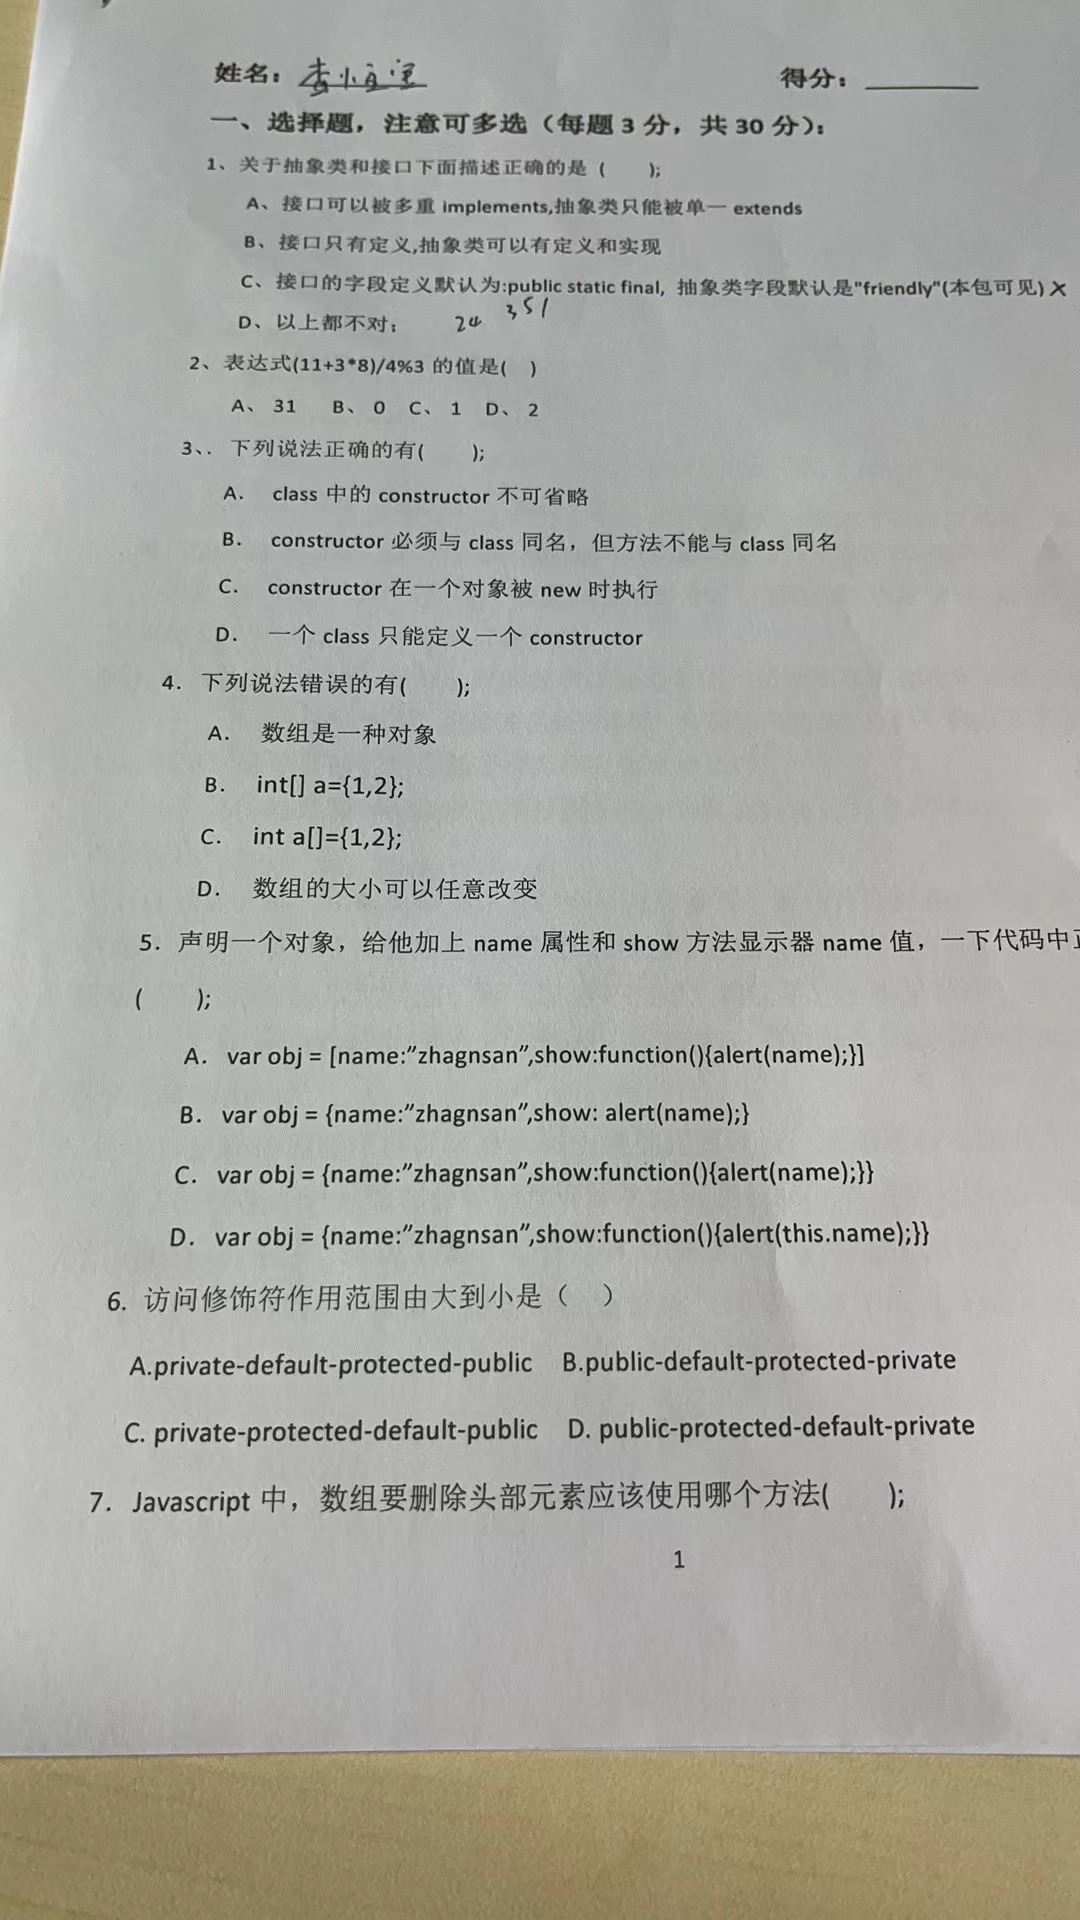 姓名： 得分：
一、选择题，注意可多选（每题 3 分，共 30 分）：
1、关于抽象类和接口下面描述正确的是（ ）;
A、接口可以被多重 implements,抽象类只能被单一 extends
B、接口只有定义,抽象类可以有定义和实现
C、接口的字段定义默认为:public static final, 抽象类字段默认是"friendly"(本包可见) ×
D、以上都不对； 24 351
2、表达式(11+3*8)/4%3 的值是( )
A、 31 B、 0 C、 1 D、 2
3、. 下列说法正确的有( );
A. class 中的 constructor 不可省略
B. constructor 必须与 class 同名，但方法不能与 class 同名
C. constructor 在一个对象被 new 时执行
D. 一个 class 只能定义一个 constructor
4. 下列说法错误的有( );
A. 数组是一种对象
B. int[] a={1,2};
C. int a[]={1,2};
D. 数组的大小可以任意改变
5. 声明一个对象，给他加上 name 属性和 show 方法显示器 name 值，一下代码中
( );
A. var obj = [name:”zhagnsan”,show:function(){alert(name);}]
B. var obj = {name:”zhagnsan”,show: alert(name);}
C. var obj = {name:”zhagnsan”,show:function(){alert(name);}}
D. var obj = {name:”zhagnsan”,show:function(){alert(this.name);}}
6. 访问修饰符作用范围由大到小是（ ）
A.private-default-protected-public B.public-default-protected-private
C. private-protected-default-public D. public-protected-default-private
7. Javascript 中，数组要删除头部元素应该使用哪个方法( );
1